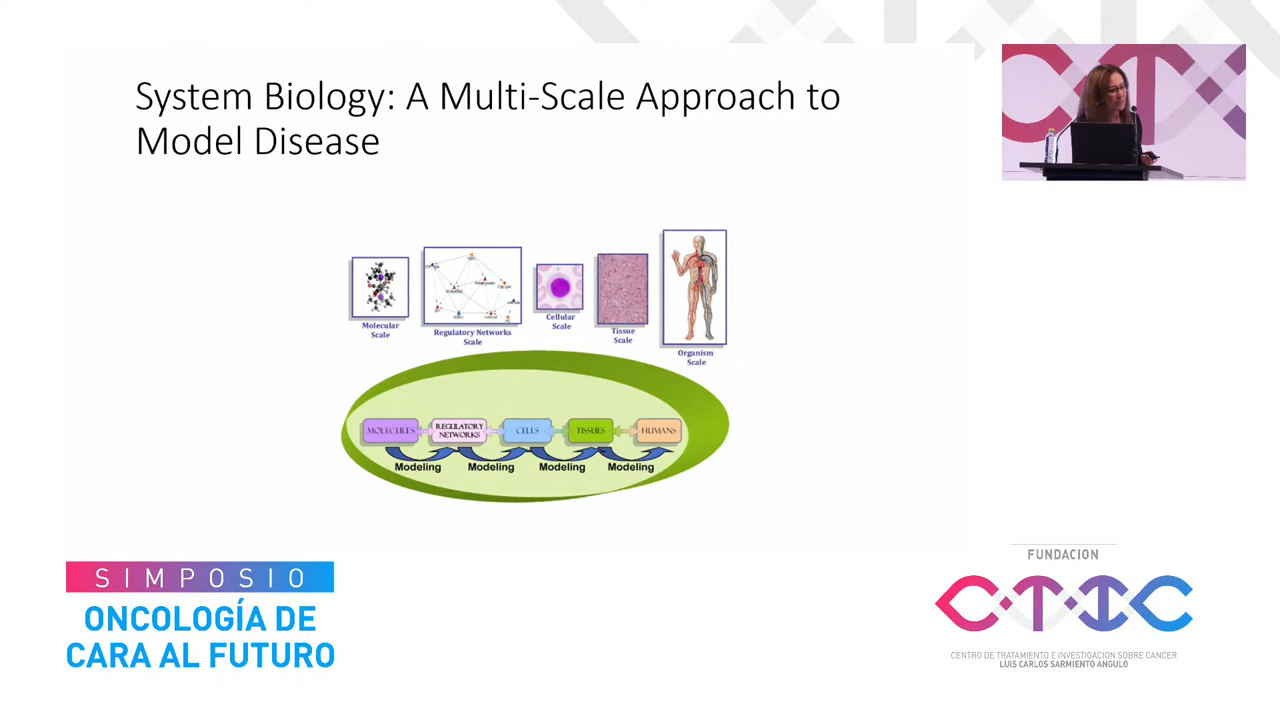 System Biology: A Multi-Scale Approach to
Model Disease
Molecular
Scale
Regulatory Networks
Scale
Cellular
Scale
Tissue
Scale
Organism
Scale
MOLECULES
REGULATORY
NETWORKS
CELLS
TISSUES
HUMANS
Modeling
Modeling
Modeling
Modeling
SIMPOSIO
ONCOLOGÍA DE
CARA AL FUTURO
FUNDACION
CTIC
CENTRO DE TRATAMIENTO E INVESTIGACION SOBRE CANCER
LUIS CARLOS SARMIENTO ANGULO